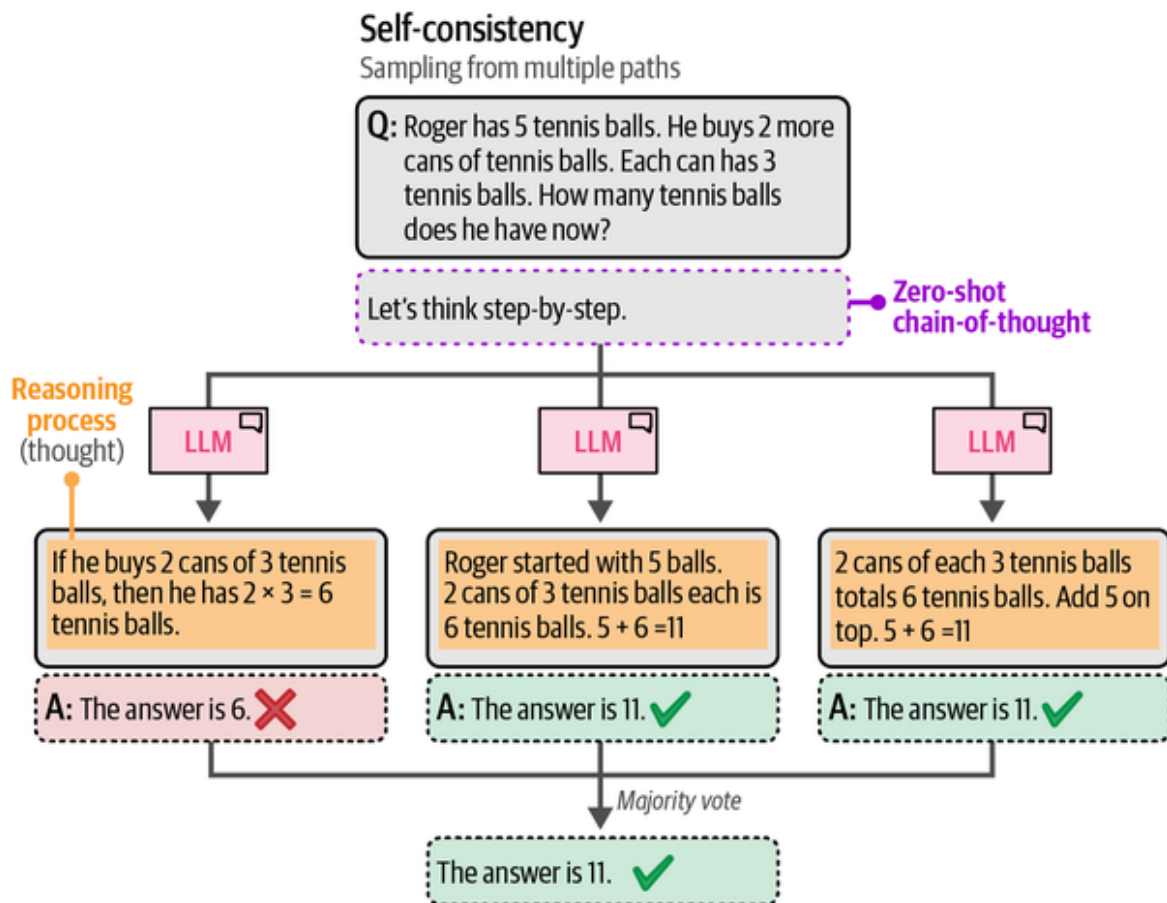 Self-consistency
Sampling from multiple paths
Q: Roger has 5 tennis balls. He buys 2 more
cans of tennis balls. Each can has 3
tennis balls. How many tennis balls
does he have now?
Let's think step-by-step.
Zero-shot
chain-of-thought
Reasoning
process
(thought)
LLM
LLM
LLM
If he buys 2 cans of 3 tennis
balls, then he has 2 × 3 = 6
tennis balls.
Roger started with 5 balls.
2 cans of 3 tennis balls each is
6 tennis balls. 5 + 6 =11
2 cans of each 3 tennis balls
totals 6 tennis balls. Add 5 on
top. 5 + 6 =11
A: The answer is 6.
A: The answer is 11.
A: The answer is 11.
Majority vote
The answer is 11.